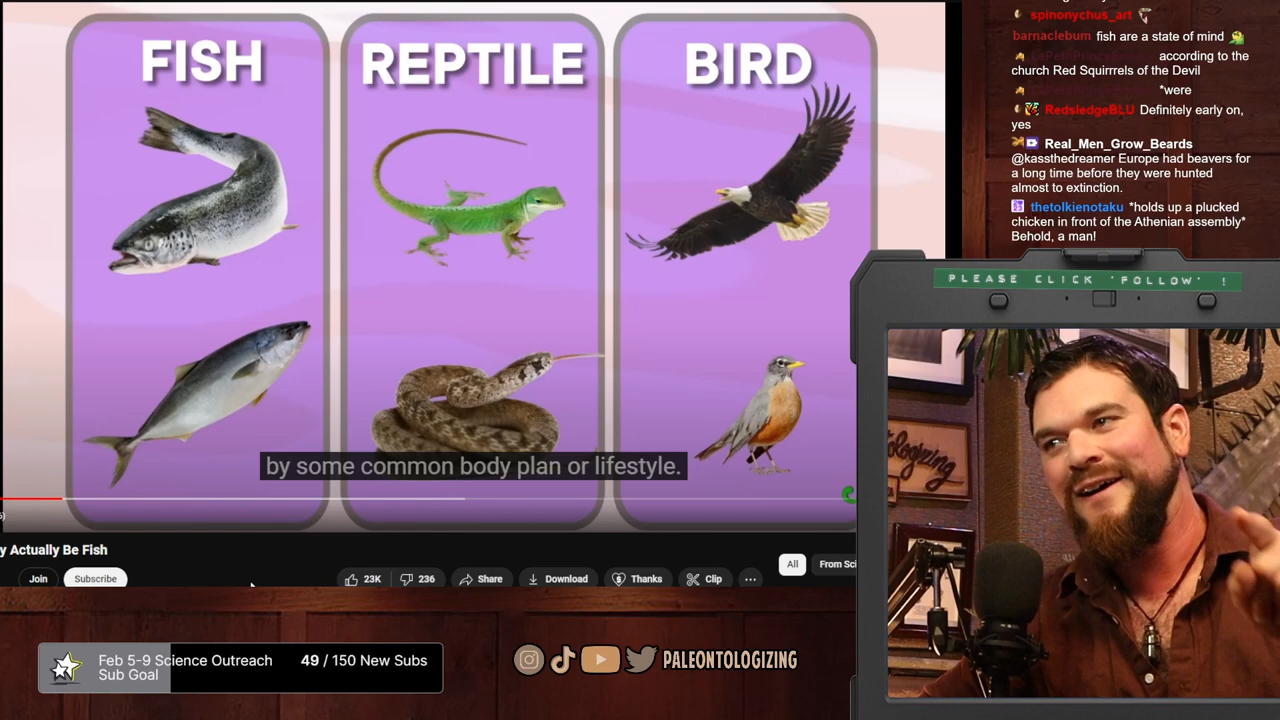 FISH
REPTILE
BIRD
by some common body plan or lifestyle.
y Actually Be Fish
Join
Subscribe
23K
236
Share
Download
Thanks
Clip
...
All
From Sci
spinonychus_art
barnaclebum fish are a state of mind
according to the
church Red Squirrrels of the Devil
*were
RedsledgeBLU Definitely early on,
yes
Real_Men_Grow_Beards
@kassthedreamer Europe had beavers for
a long time before they were hunted
almost to extinction.
thetolkienotaku *holds up a plucked
chicken in front of the Athenian assembly*
Behold, a man!
PLEASE CLICK 'FOLLOW' !
ologizing
7
Feb 5-9 Science Outreach
Sub Goal
49 / 150 New Subs
PALEONTOLOGIZING